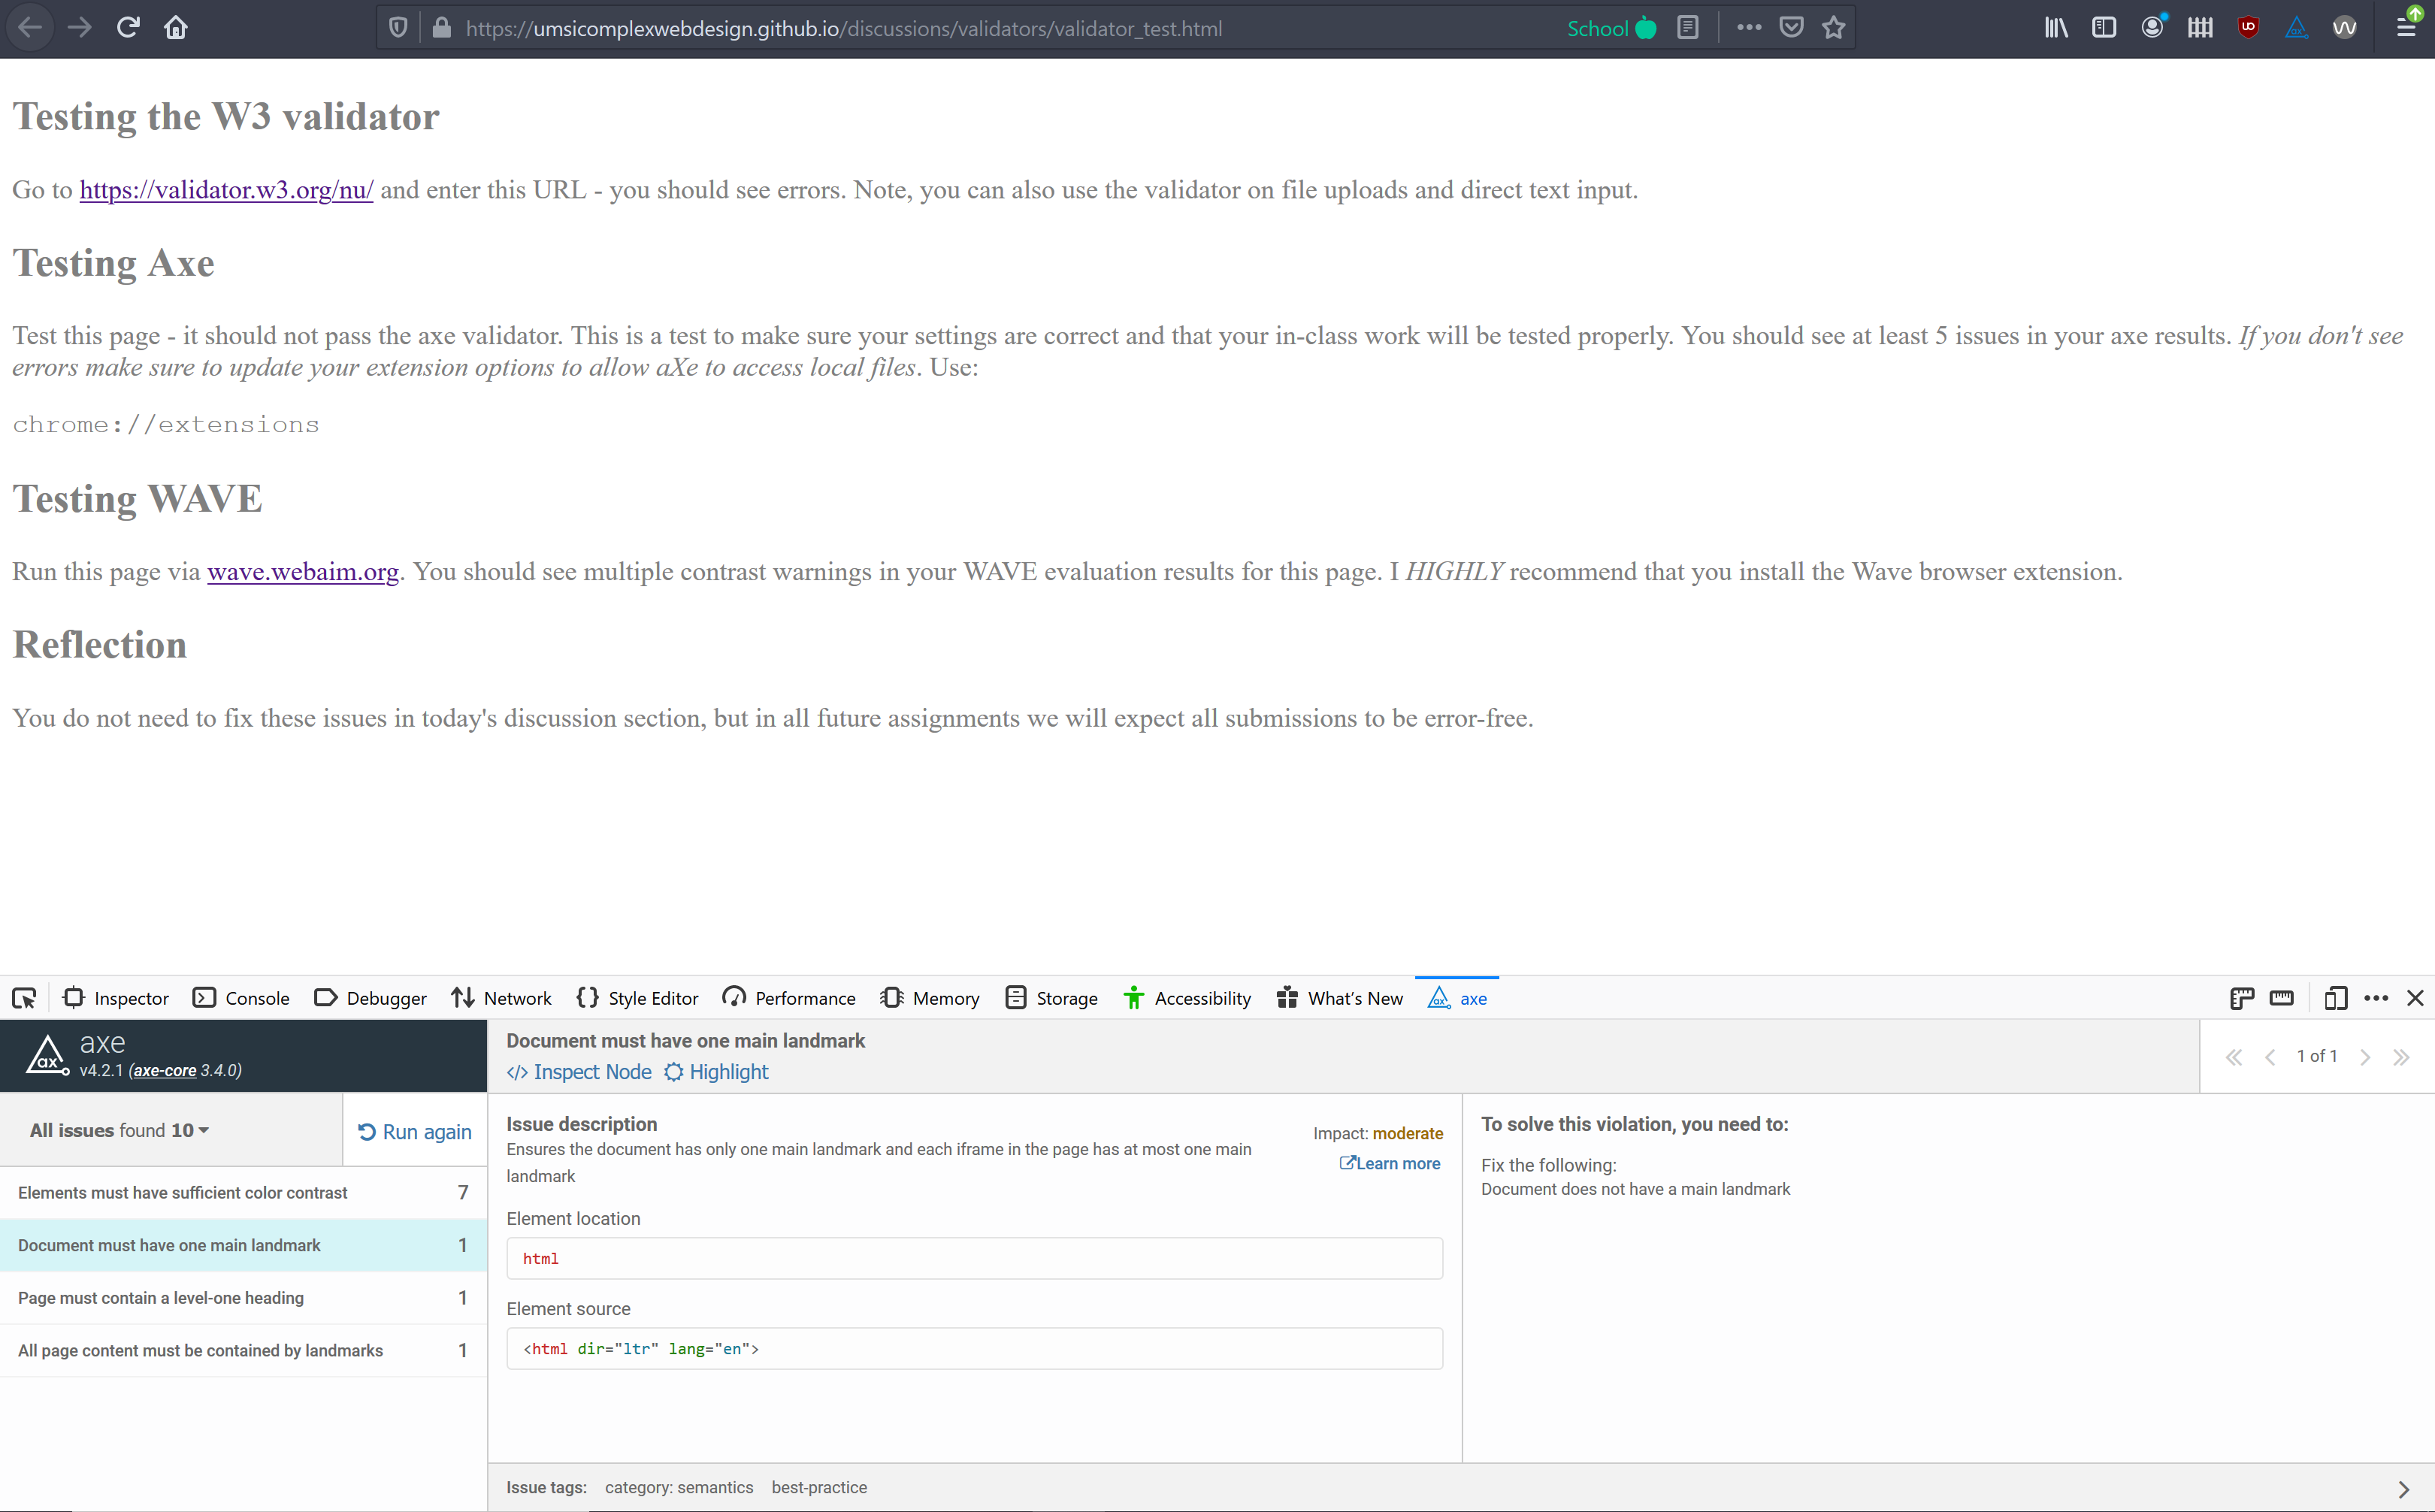 https://umsicomplexwebdesign.github.io/discussions/validators/validator_test.html School
Testing the W3 validator
Go to https://validator.w3.org/nu/ and enter this URL - you should see errors. Note, you can also use the validator on file uploads and direct text input.
Testing Axe
Test this page - it should not pass the axe validator. This is a test to make sure your settings are correct and that your in-class work will be tested properly. You should see at least 5 issues in your axe results. If you don't see
errors make sure to update your extension options to allow aXe to access local files. Use:
chrome://extensions
Testing WAVE
Run this page via wave.webaim.org. You should see multiple contrast warnings in your WAVE evaluation results for this page. I HIGHLY recommend that you install the Wave browser extension.
Reflection
You do not need to fix these issues in today's discussion section, but in all future assignments we will expect all submissions to be error-free.
Inspector Console Debugger Network Style Editor Performance Memory Storage Accessibility What's New axe
axe
v4.2.1 (axe-core 3.4.0)
All issues found 10
Run again
Elements must have sufficient color contrast 7
Document must have one main landmark 1
Page must contain a level-one heading 1
All page content must be contained by landmarks 1
Document must have one main landmark
</> Inspect Node Highlight
1 of 1
Issue description
Ensures the document has only one main landmark and each iframe in the page has at most one main
landmark
Impact: moderate
Learn more
Element location
html
Element source
<html dir="ltr" lang="en">
To solve this violation, you need to:
Fix the following:
Document does not have a main landmark
Issue tags: category: semantics best-practice